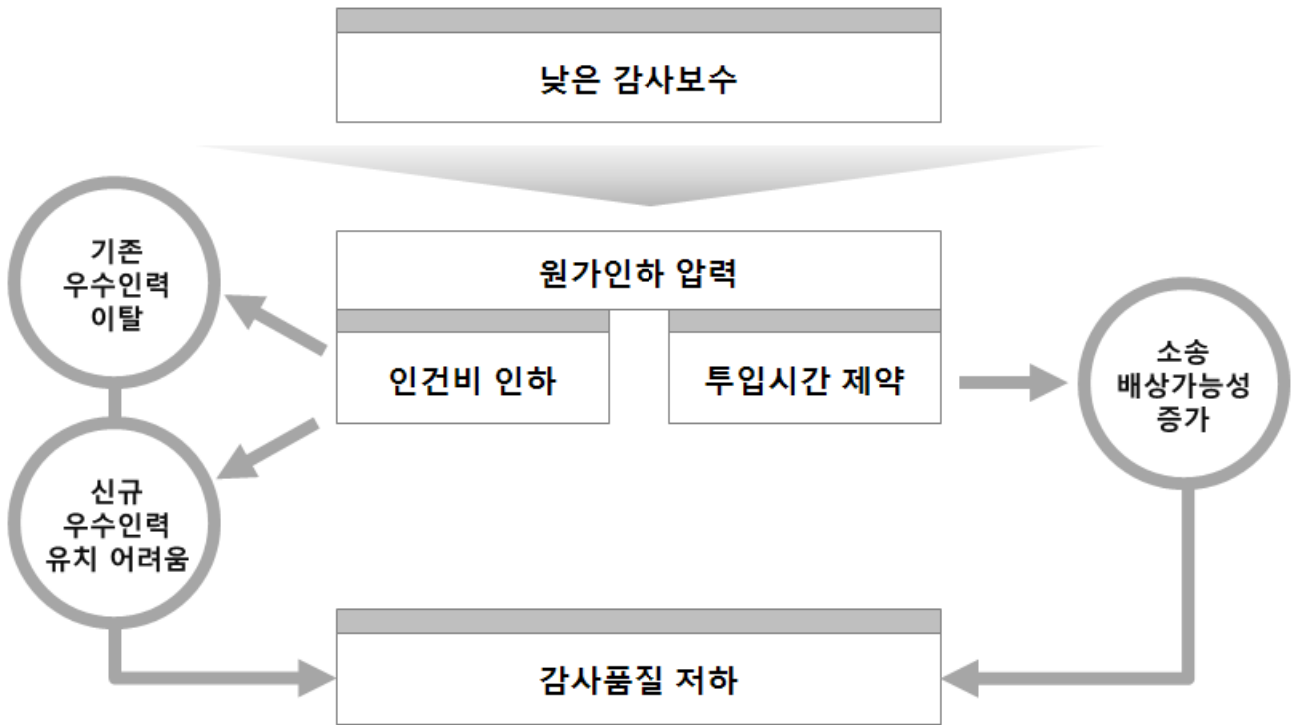 낮은 감사보수
기존
우수인력
이탈
원가인하 압력
인건비 인하
투입시간 제약
소송
배상가능성
증가
신규
우수인력
유치 어려움
감사품질 저하